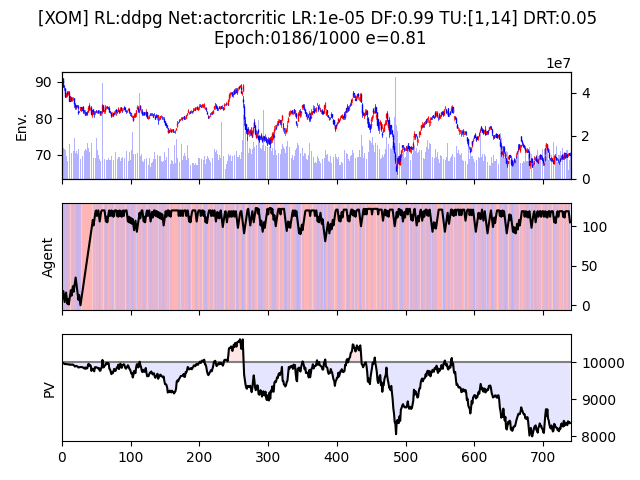 [XOM] RL:ddpg Net:actorcritic LR:1e-05 DF:0.99 TU:[1,14] DRT:0.05
Epoch:0186/1000 e=0.81
1e7
90
80
70
Env.
4
2
0
Agent
100
50
0
PV
10000
9000
8000
0 100 200 300 400 500 600 700